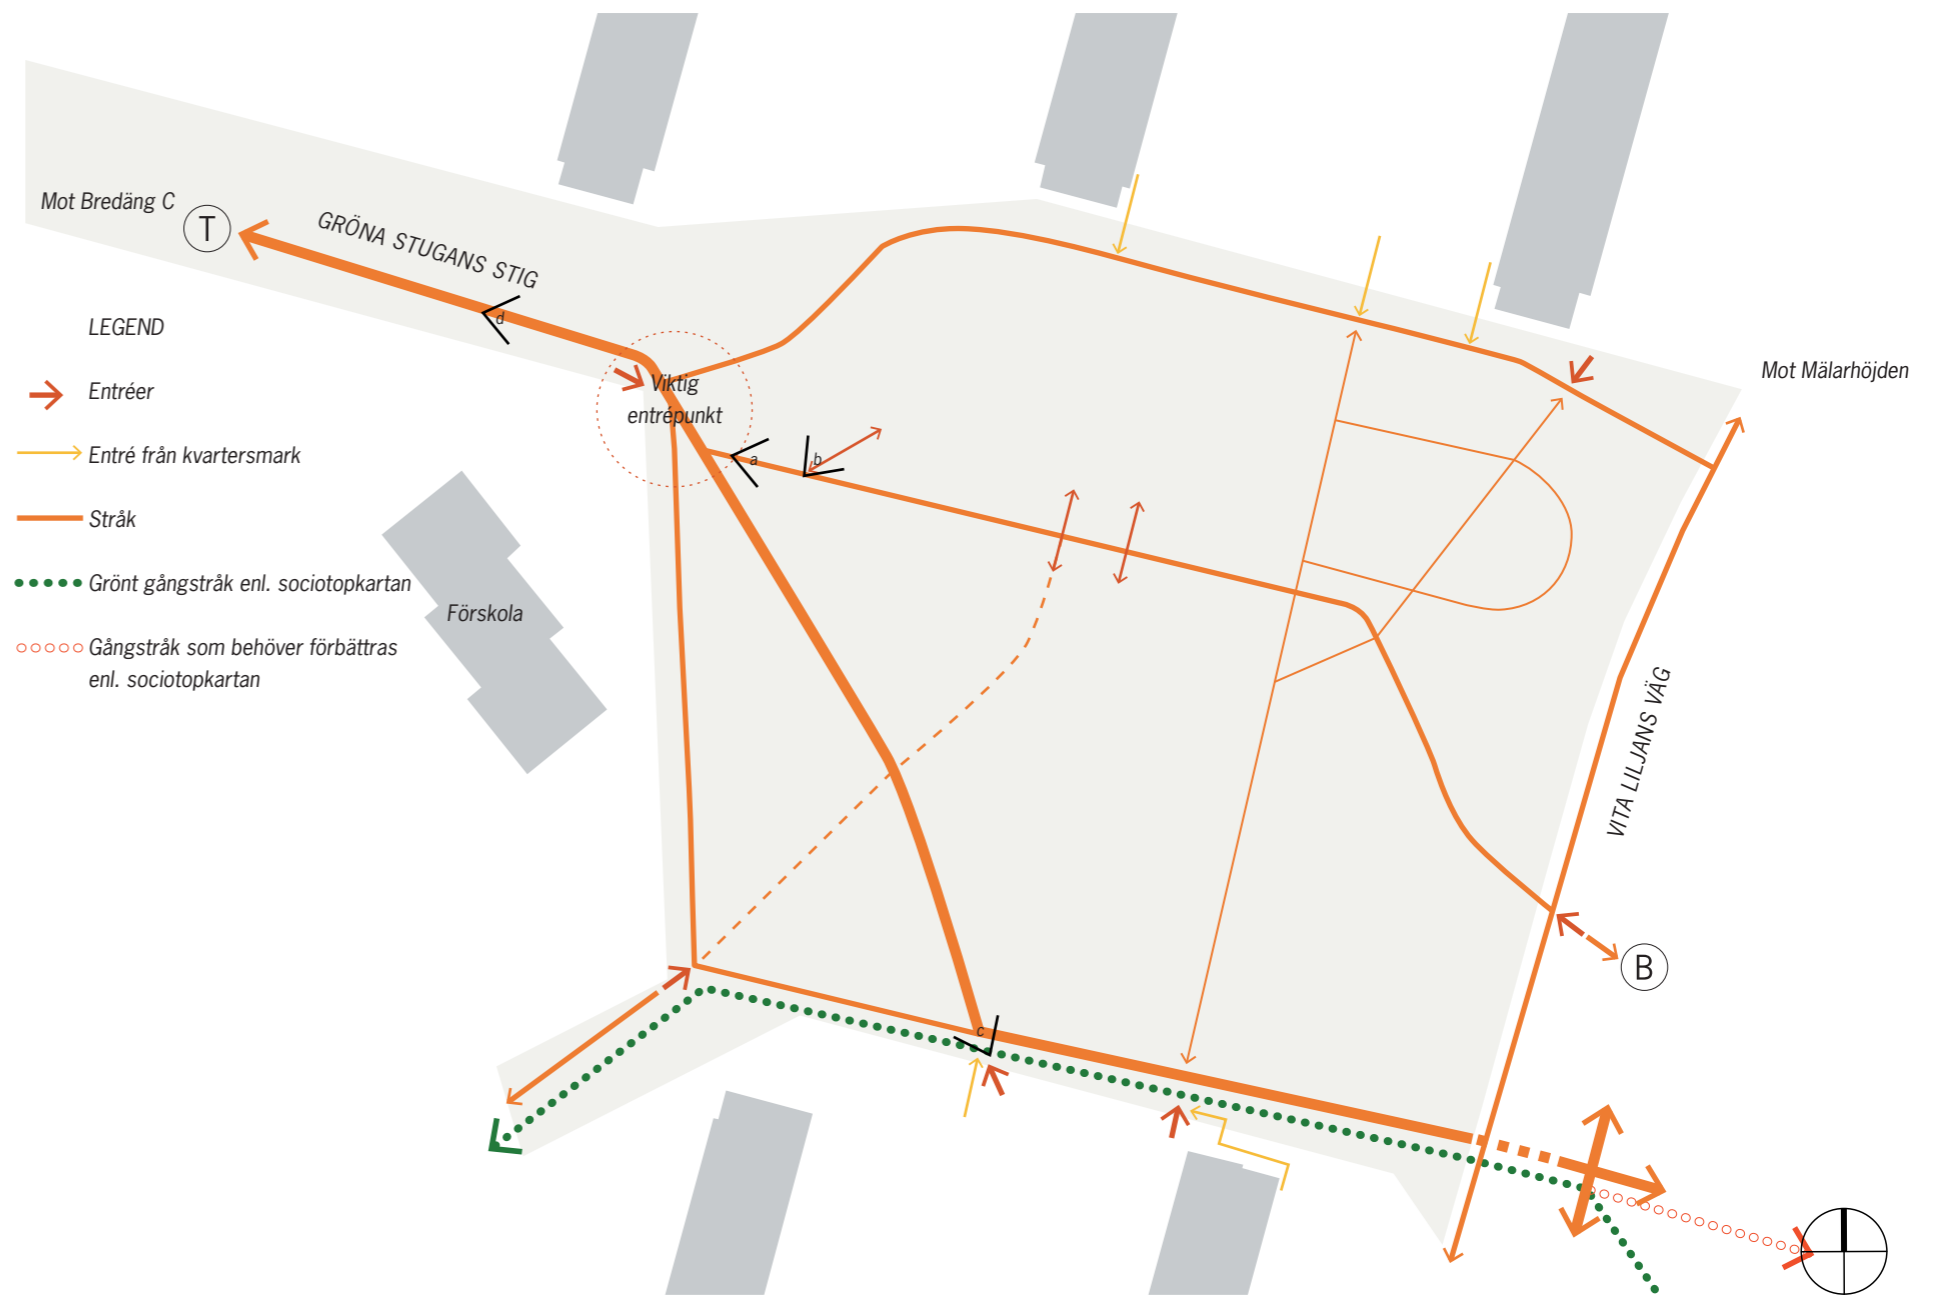 Mot Bredäng C
T
GRÖNA STUGANS STIG
d
LEGEND
Entréer
Entré från kvartersmark
Stråk
Grönt gångstråk enl. sociotopkartan
Gångstråk som behöver förbättras
enl. sociotopkartan
Viktig
entrépunkt
a
b
Förskola
Mot Mälarhöjden
VITA LILJANS VÄG
B
c